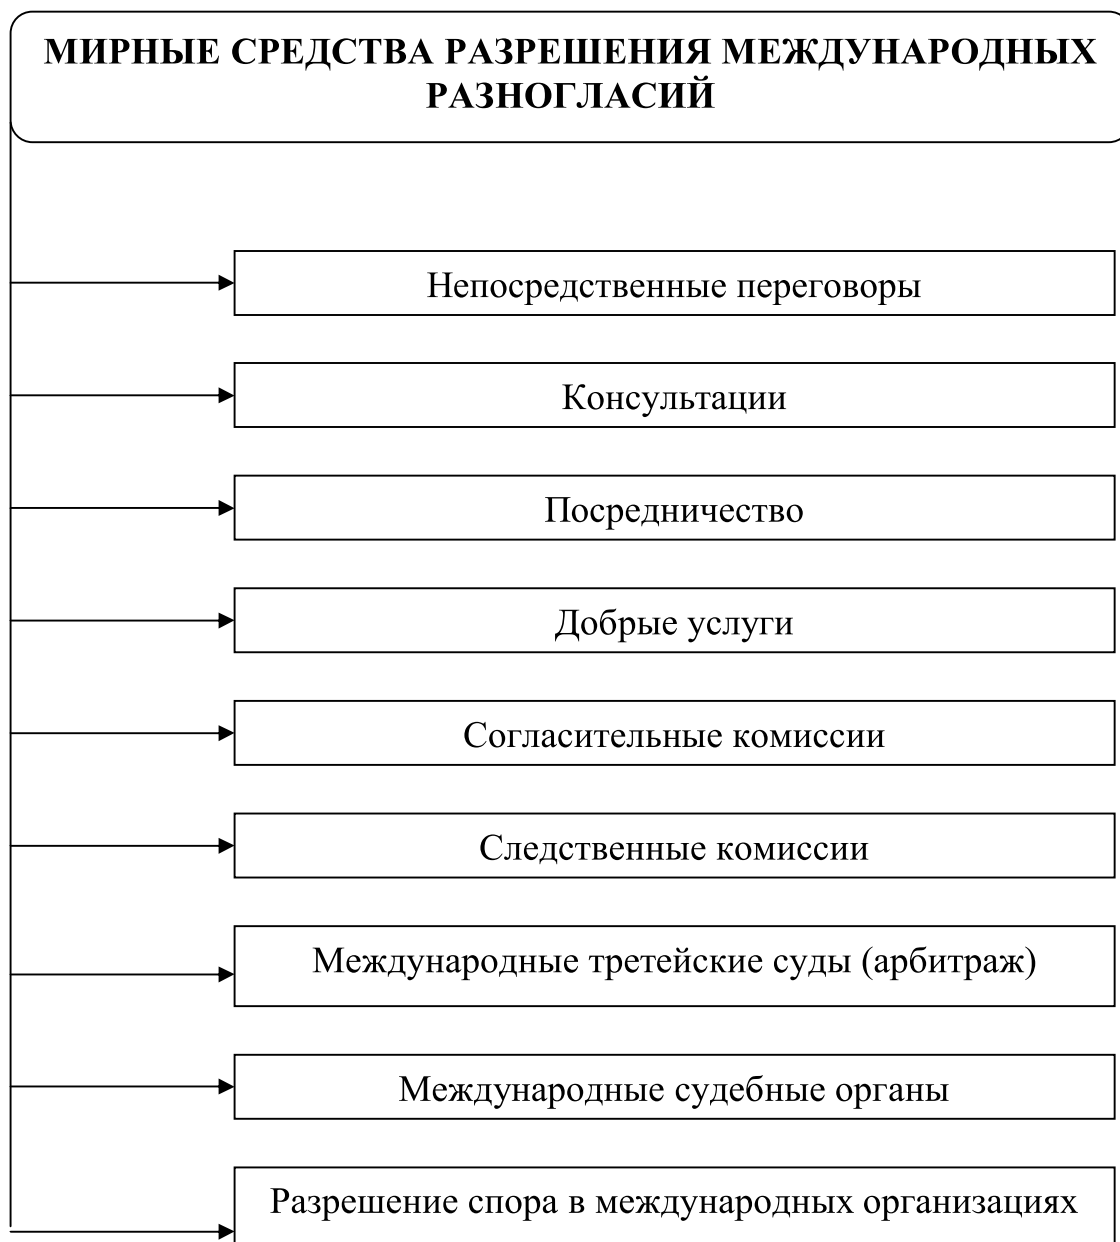 МИРНЫЕ СРЕДСТВА РАЗРЕШЕНИЯ МЕЖДУНАРОДНЫХ
РАЗНОГЛАСИЙ
Непосредственные переговоры
Консультации
Посредничество
Добрые услуги
Согласительные комиссии
Следственные комиссии
Международные третейские суды (арбитраж)
Международные судебные органы
Разрешение спора в международных организациях